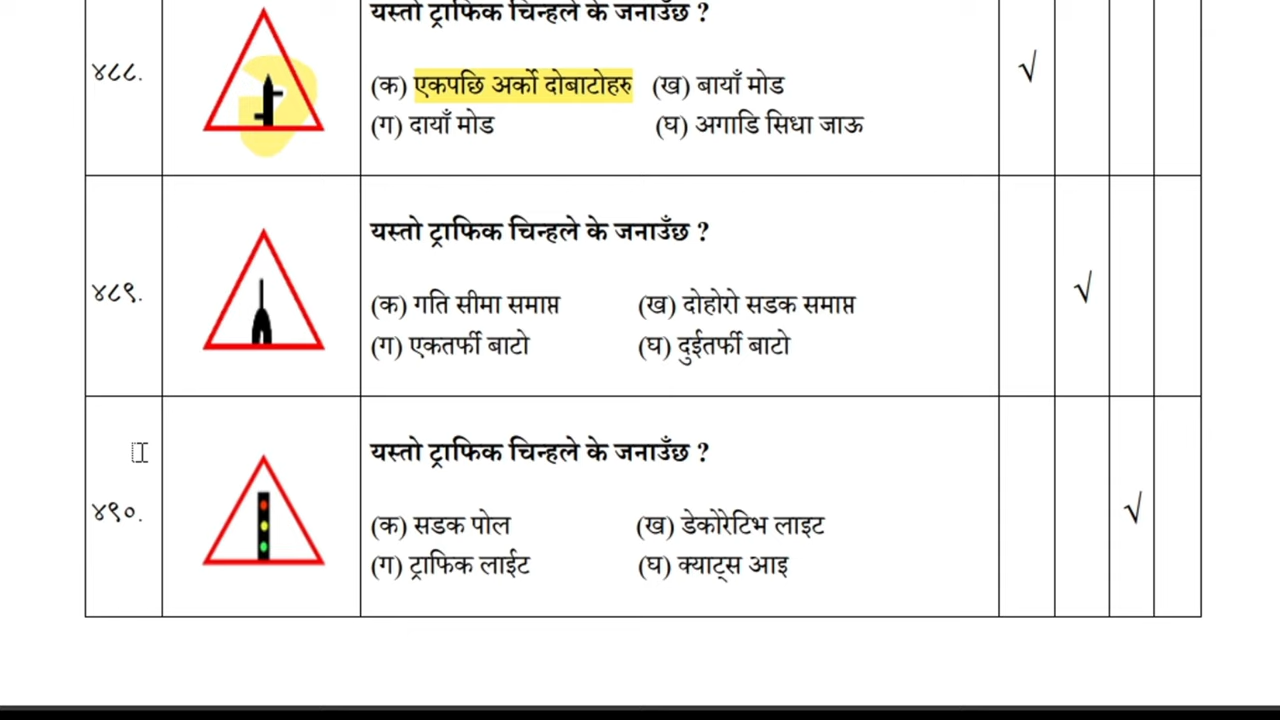 यस्तो ट्राफिक चिन्हले के जनाउँछ ?
४८८.
(क) एकपछि अर्को दोबाटोहरु (ख) बायाँ मोड √
(ग) दायाँ मोड (घ) अगाडि सिधा जाऊ
यस्तो ट्राफिक चिन्हले के जनाउँछ ?
४८९. √
(क) गति सीमा समाप्त (ख) दोहोरो सडक समाप्त
(ग) एकतर्फी बाटो (घ) दुईतर्फी बाटो
यस्तो ट्राफिक चिन्हले के जनाउँछ ?
४९०. √
(क) सडक पोल (ख) डेकोरेटिभ लाइट
(ग) ट्राफिक लाईट (घ) क्याट्स आइ